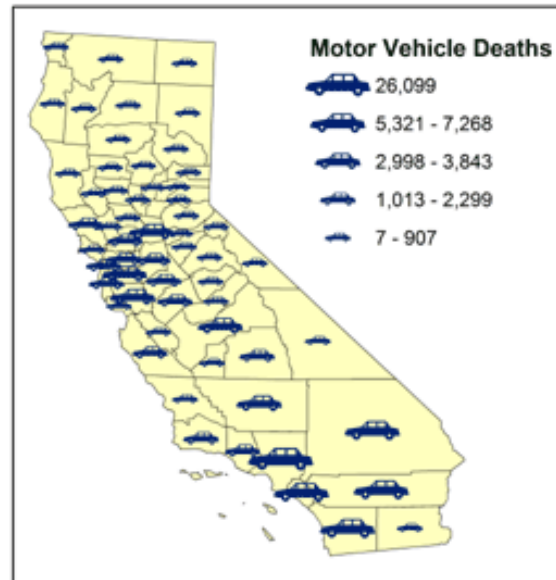 Motor Vehicle Deaths
26,099
5,321 - 7,268
2,998 - 3,843
1,013 - 2,299
7 - 907